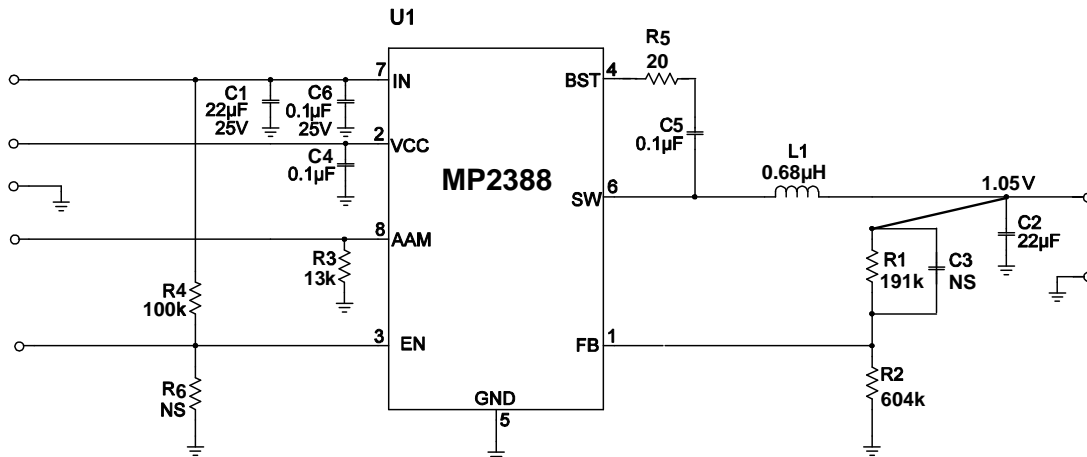 U1
R5
20
7
IN
BST
4
C1
22µF
25V
C6
0.1µF
25V
2
VCC
C4
0.1µF
C5
0.1µF
MP2388
L1
0.68µH
SW
6
1.05V
C2
22µF
8
AAM
R3
13k
R1
191k
C3
NS
R4
100k
3
EN
FB
1
R6
NS
R2
604k
GND
5